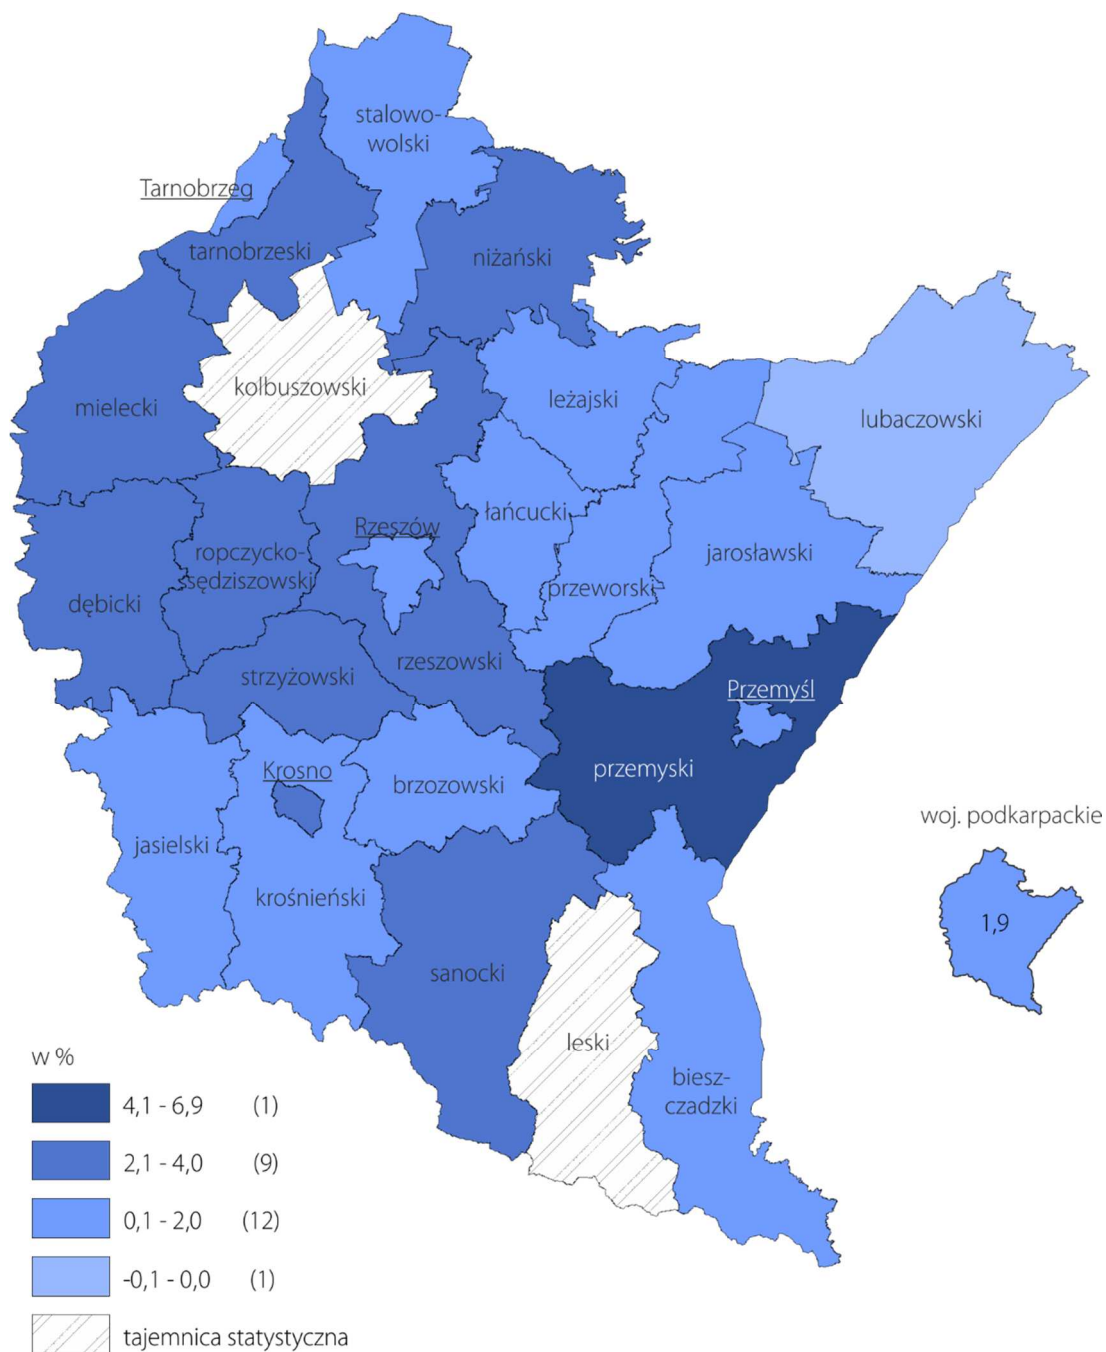 stalowo-
wolski
Tarnobrzeg
tarnobrzeski
niżański
kolbuszowski
mielecki
leżajski
lubaczowski
łańcucki
Rzeszów
ropczycko-
sędziszowski
jarosławski
przeworski
dębicki
rzeszowski
strzyżowski
Przemyśl
przemyski
Krosno
brzozowski
jasielski
krośnieński
woj. podkarpackie
1,9
sanocki
leski
biesz-
czadzki
w %
4,1 - 6,9 (1)
2,1 - 4,0 (9)
0,1 - 2,0 (12)
-0,1 - 0,0 (1)
tajemnica statystyczna